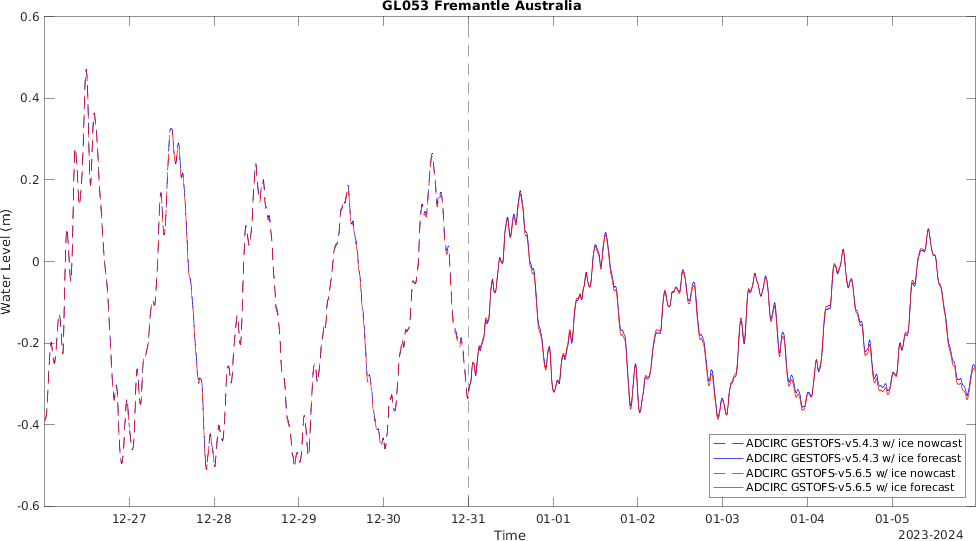 GL053 Fremantle Australia
0.6
0.4
0.2
0
-0.2
-0.4
-0.6
Water Level (m)
12-27 12-28 12-29 12-30 12-31 01-01 01-02 01-03 01-04 01-05
Time
2023-2024
ADCIRC GESTOFS-v5.4.3 w/ ice nowcast
ADCIRC GESTOFS-v5.4.3 w/ ice forecast
ADCIRC GSTOFS-v5.6.5 w/ ice nowcast
ADCIRC GSTOFS-v5.6.5 w/ ice forecast